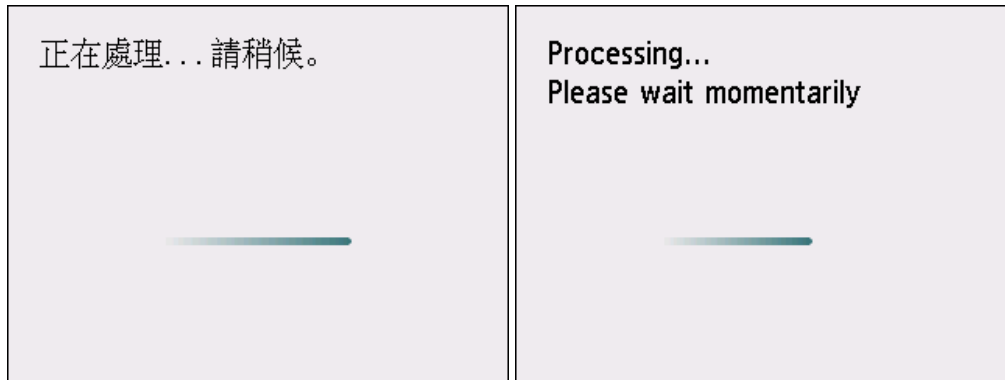 正在處理...請稍候。
Processing...
Please wait momentarily